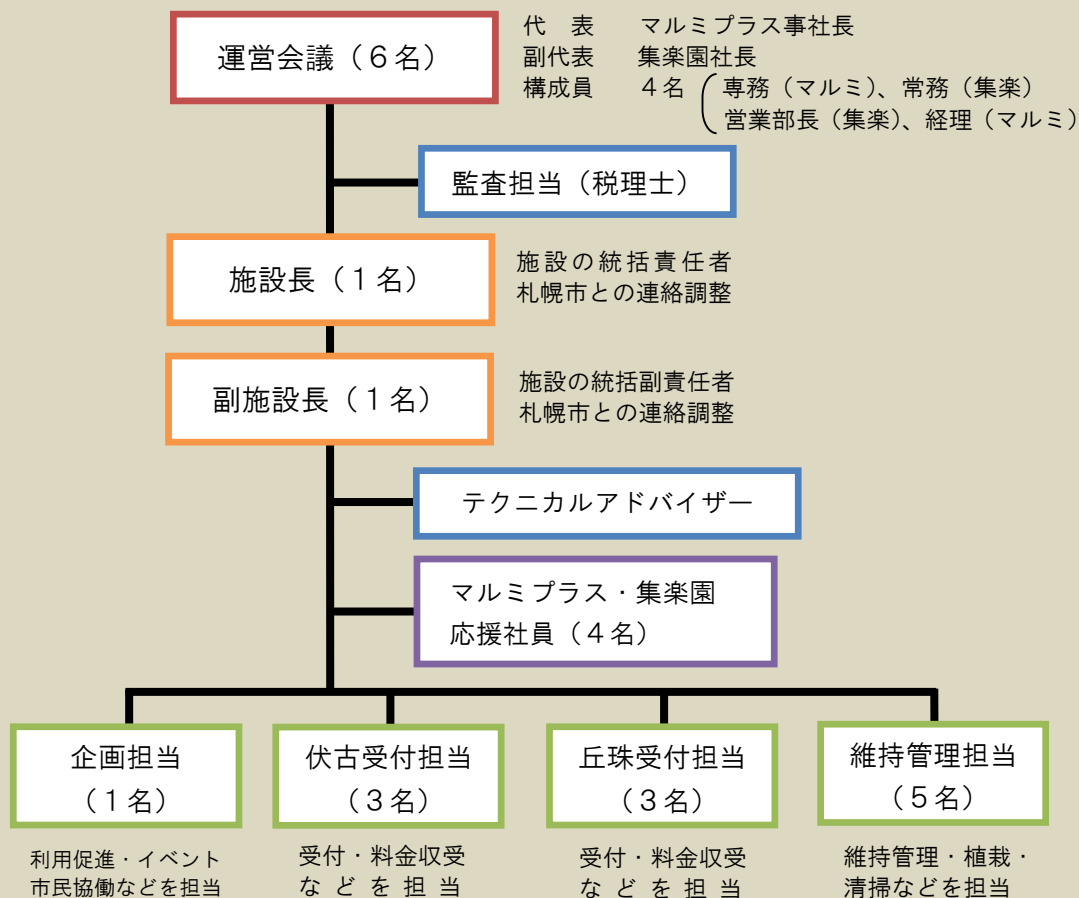 運営会議（６名）
代　表　　マルミプラス事社長
副代表　　集楽園社長
構成員　　４名　専務（マルミ）、常務（集楽）
営業部長（集楽）、経理（マルミ）
監査担当（税理士）
施設長（１名）
施設の統括責任者
札幌市との連絡調整
副施設長（１名）
施設の統括副責任者
札幌市との連絡調整
テクニカルアドバイザー
マルミプラス・集楽園
応援社員（４名）
企画担当
（１名）
利用促進・イベント
市民協働などを担当
伏古受付担当
（３名）
受付・料金収受
などを担当
丘珠受付担当
（３名）
受付・料金収受
などを担当
維持管理担当
（５名）
維持管理・植栽・
清掃などを担当